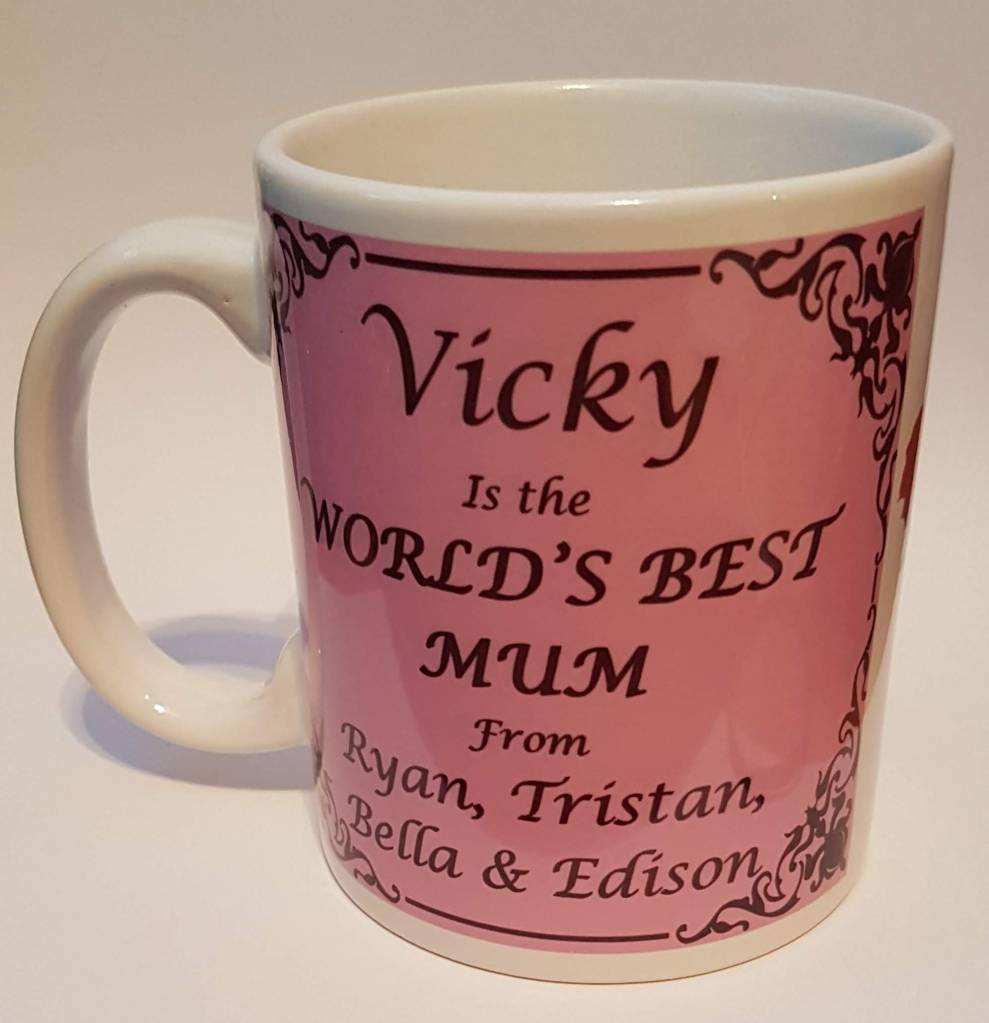 Vicky
Is the
WORLD'S BEST
MUM
From
Ryan, Tristan,
Bella & Edison